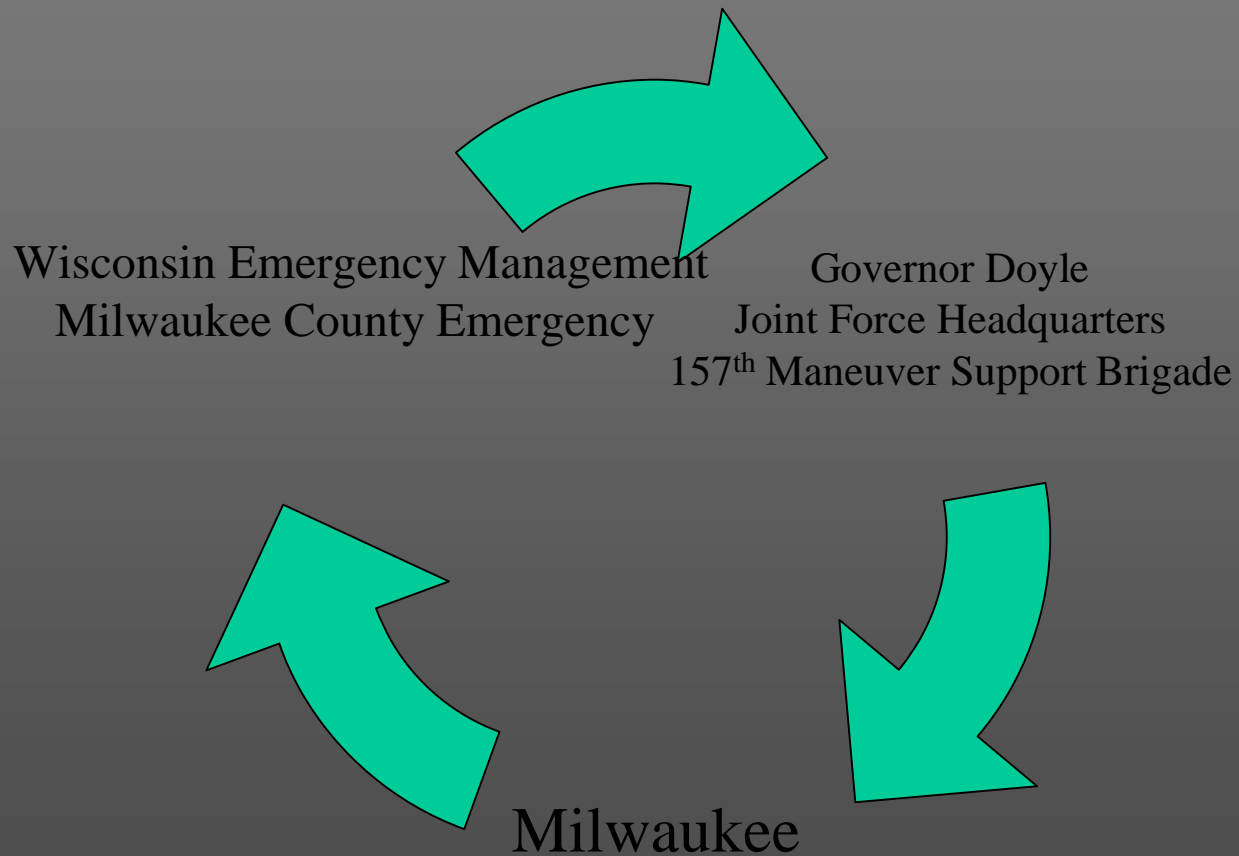 Wisconsin Emergency Management
Milwaukee County Emergency
Governor Doyle
Joint Force Headquarters
157th Maneuver Support Brigade
Milwaukee